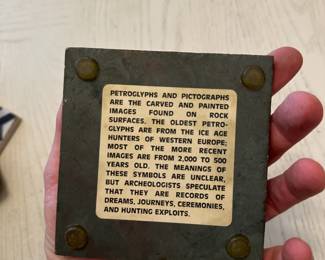 PETROGLYPHS AND PICTOGRAPHS
ARE THE CARVED AND PAINTED
IMAGES FOUND ON ROCK
SURFACES. THE OLDEST PETRO-
GLYPHS ARE FROM THE ICE AGE
HUNTERS OF WESTERN EUROPE;
MOST OF THE MORE RECENT
IMAGES ARE FROM 2,000 TO 500
YEARS OLD. THE MEANINGS OF
THESE SYMBOLS ARE UNCLEAR,
BUT ARCHEOLOGISTS SPECULATE
THAT THEY ARE RECORDS OF
DREAMS, JOURNEYS, CEREMONIES,
AND HUNTING EXPLOITS.